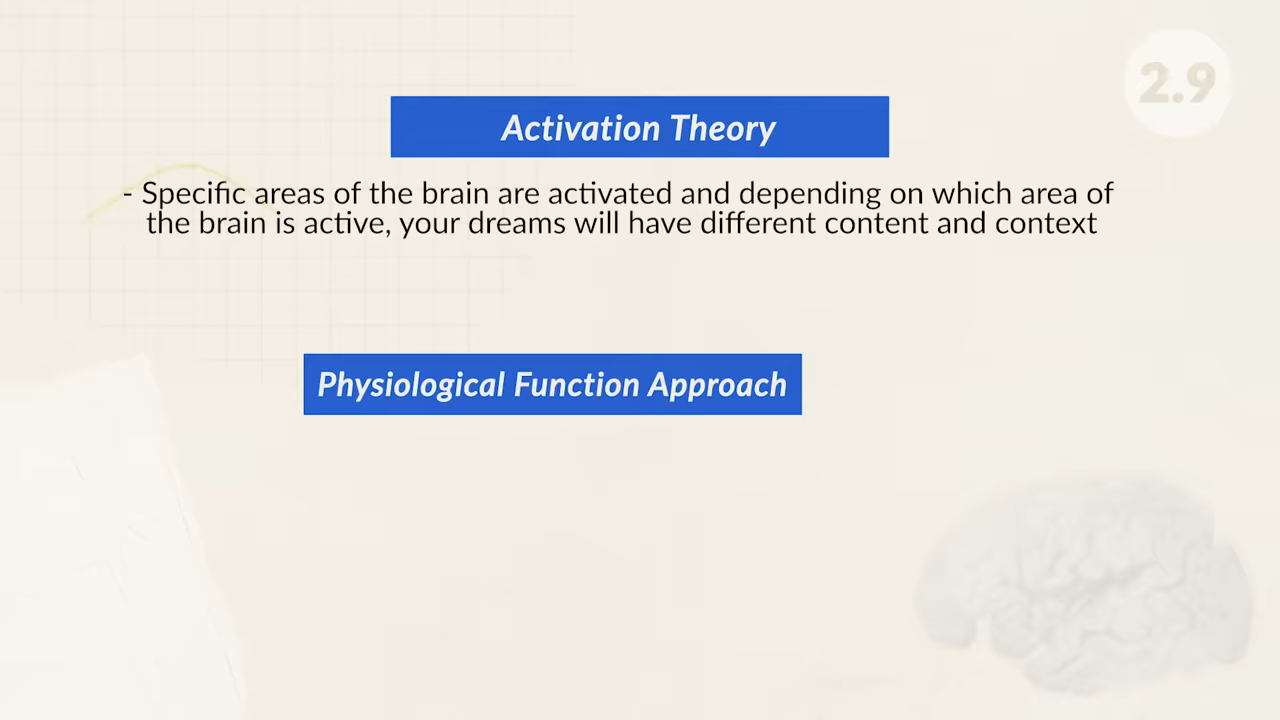 2.9
Activation Theory
- Specific areas of the brain are activated and depending on which area of
the brain is active, your dreams will have different content and context
Physiological Function Approach